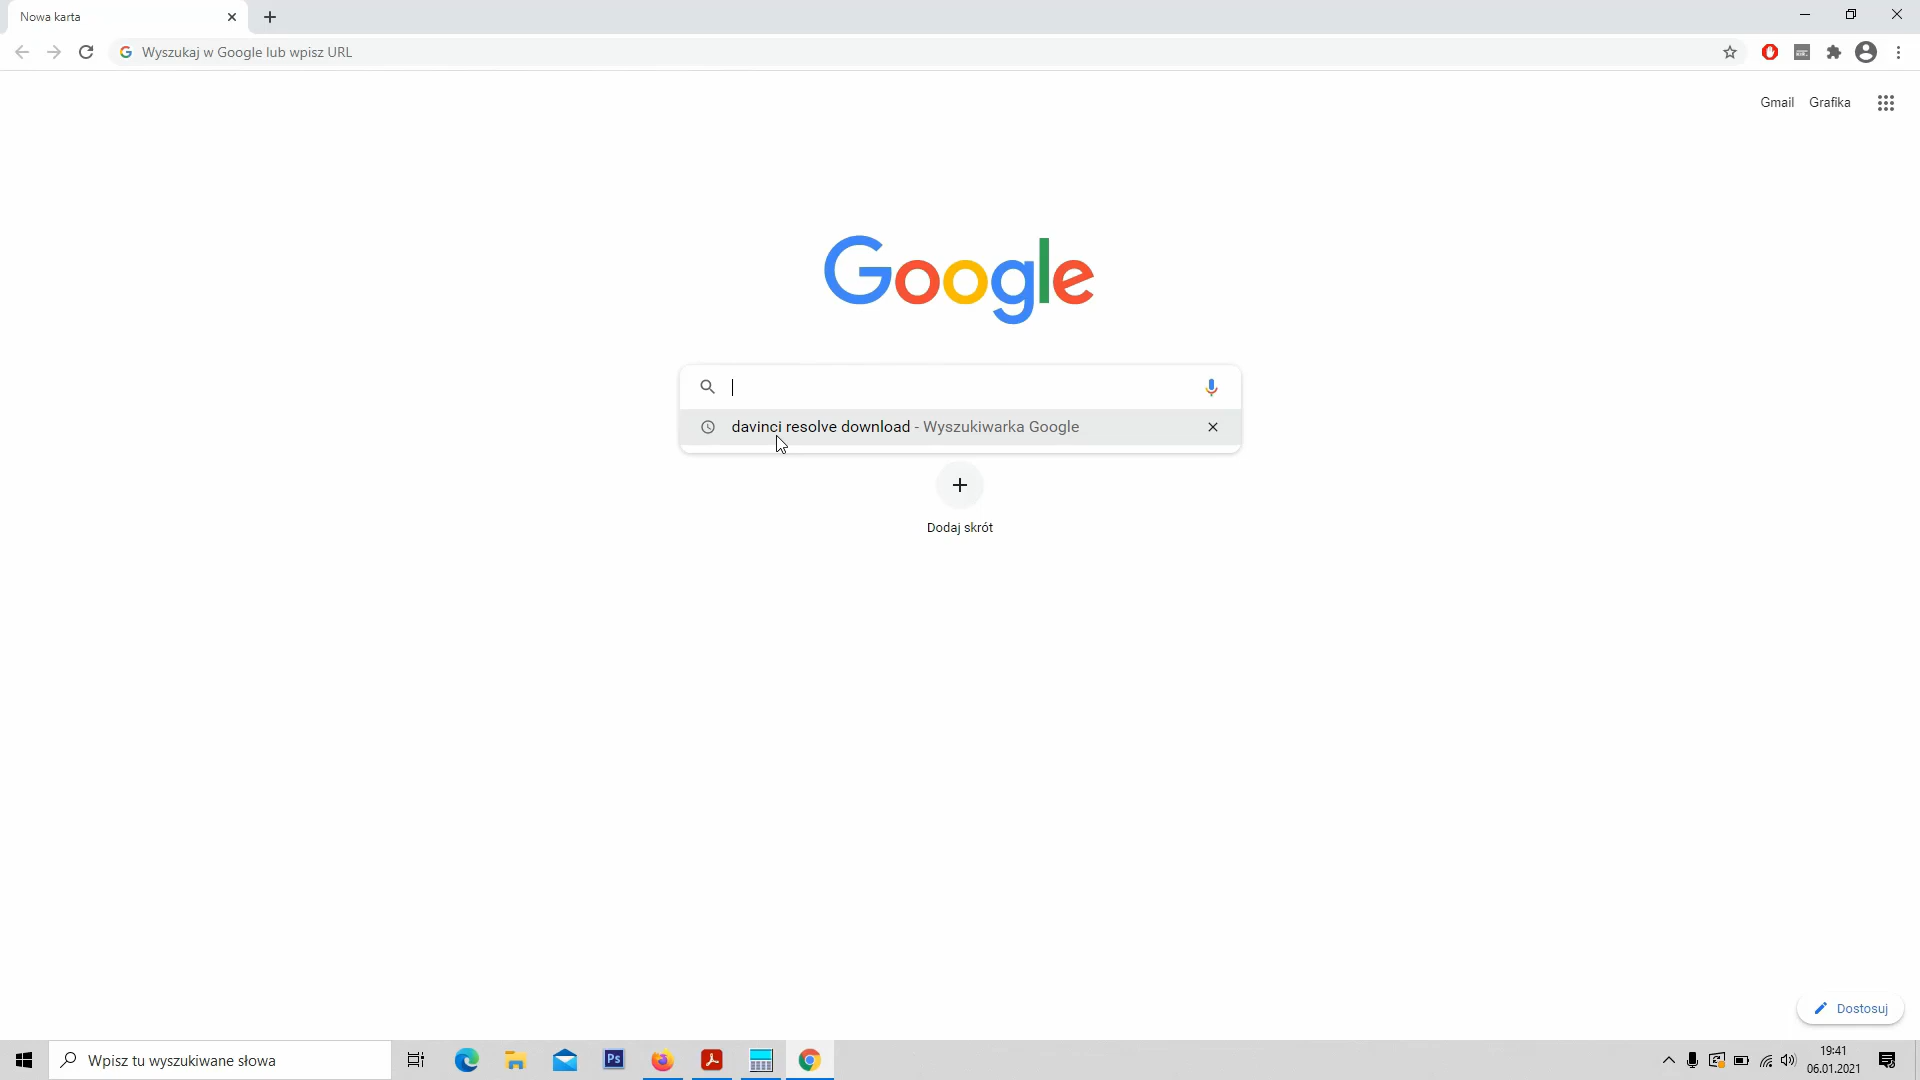 Nowa karta
Wyszukaj w Google lub wpisz URL
Gmail Grafika
Google
davinci resolve download - Wyszukiwarka Google
Dodaj skrót
Dostosuj
Wpisz tu wyszukiwane słowa
Ps
19:41
06.01.2021